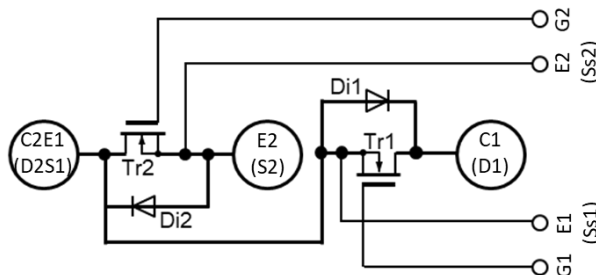 G2
E2
(Ss2)
Di1
C2E1
(D2S1)
Tr2
E2
(S2)
Tr1
C1
(D1)
Di2
E1
(Ss1)
G1